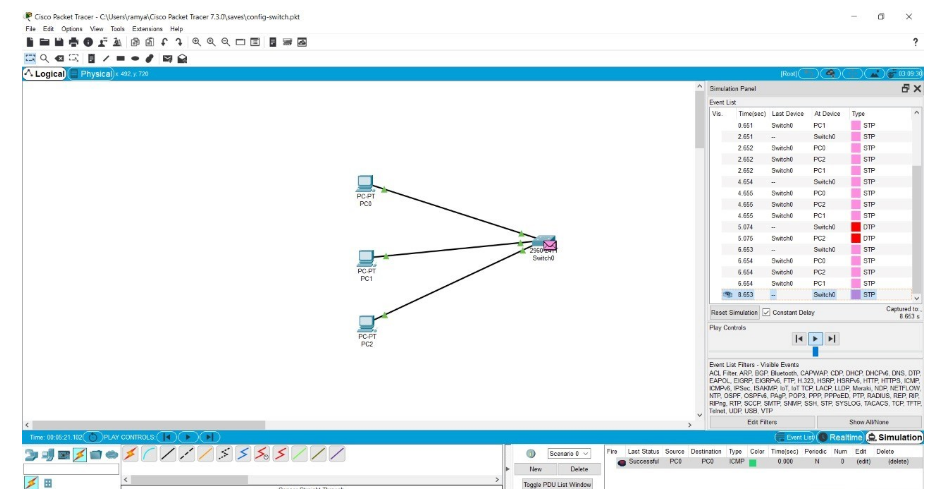 Cisco Packet Tracer - C:\Users\ramya\Cisco Packet Tracer 7.3.0\saves\config-switch.pkt
File Edit Options View Tools Extensions Help
?
Logical Physical x 492, y 720
[Root] 03:09:30
PC-PT
PC0
PC-PT
PC1
PC-PT
PC2
2960-24TT
Switch0
Simulation Panel
Event List
Vis. Time(sec) Last Device At Device Type
0.651 Switch0 PC1 STP
2.651 -- Switch0 STP
2.652 Switch0 PC0 STP
2.652 Switch0 PC2 STP
2.652 Switch0 PC1 STP
4.654 -- Switch0 STP
4.655 Switch0 PC0 STP
4.655 Switch0 PC2 STP
4.655 Switch0 PC1 STP
5.074 -- Switch0 DTP
5.075 Switch0 PC2 DTP
6.653 -- Switch0 STP
6.654 Switch0 PC0 STP
6.654 Switch0 PC2 STP
6.654 Switch0 PC1 STP
8.653 -- Switch0 STP
Reset Simulation Constant Delay Captured to:
8.653 s
Play Controls
Event List Filters - Visible Events
ACL Filter, ARP, BGP, Bluetooth, CAPWAP, CDP, DHCP, DHCPv6, DNS, DTP,
EAPOL, EIGRP, EIGRPv6, FTP, H.323, HSRP, HSRPv6, HTTP, HTTPS, ICMP,
ICMPv6, IPSec, ISAKMP, IoT, IoT TCP, LACP, LLDP, Meraki, NDP, NETFLOW,
NTP, OSPF, OSPFv6, PAgP, POP3, PPP, PPPoED, PTP, RADIUS, REP, RIP,
RIPng, RTP, SCCP, SMTP, SNMP, SSH, STP, SYSLOG, TACACS, TCP, TFTP,
Telnet, UDP, USB, VTP
Edit Filters Show All/None
Time: 00:05:21.102 PLAY CONTROLS: Event List Realtime Simulation
Scenario 0
New Delete
Toggle PDU List Window
Fire Last Status Source Destination Type Color Time(sec) Periodic Num Edit Delete
Successful PC0 PC0 ICMP 0.000 N 0 (edit) (delete)